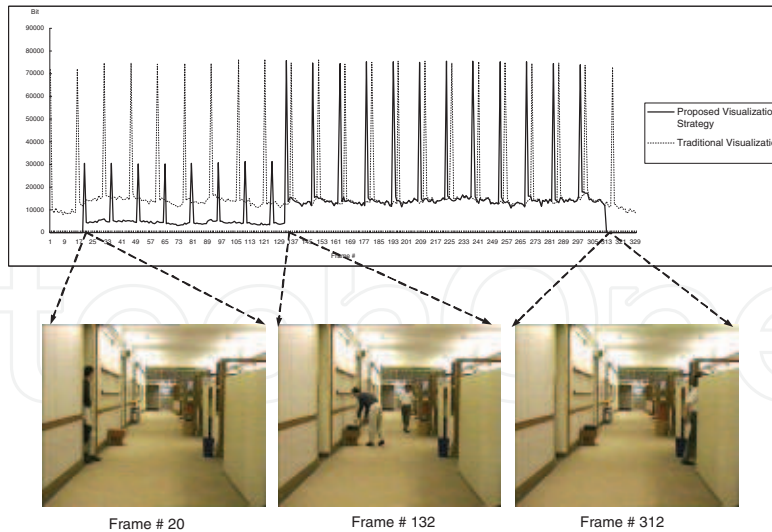 Bit
90000
80000
70000
60000
50000
40000
30000
20000
10000
0
1 9 17 25 33 41 49 57 65 73 81 89 97 105 113 121 129 137 145 153 161 169 177 185 193 201 209 217 225 233 241 249 257 265 273 281 289 297 305 313 321 329
Frame #
Proposed Visualizatio
Strategy
Traditional Visualizatio
Frame # 20
Frame # 132
Frame # 312